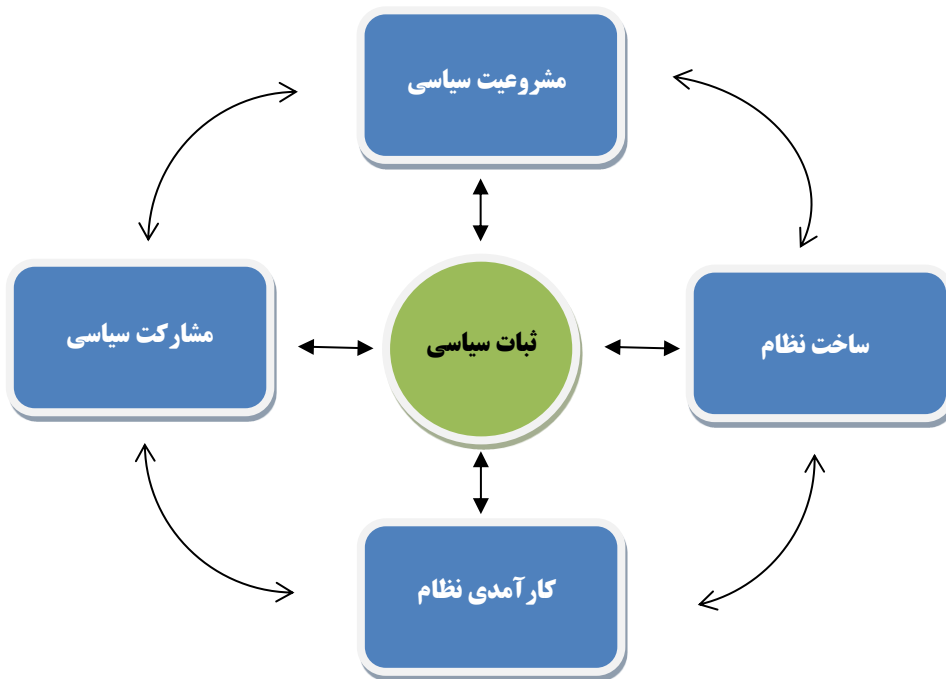 مشروعیت سیاسی
ساخت نظام
ثبات سیاسی
مشارکت سیاسی
کارآمدی نظام